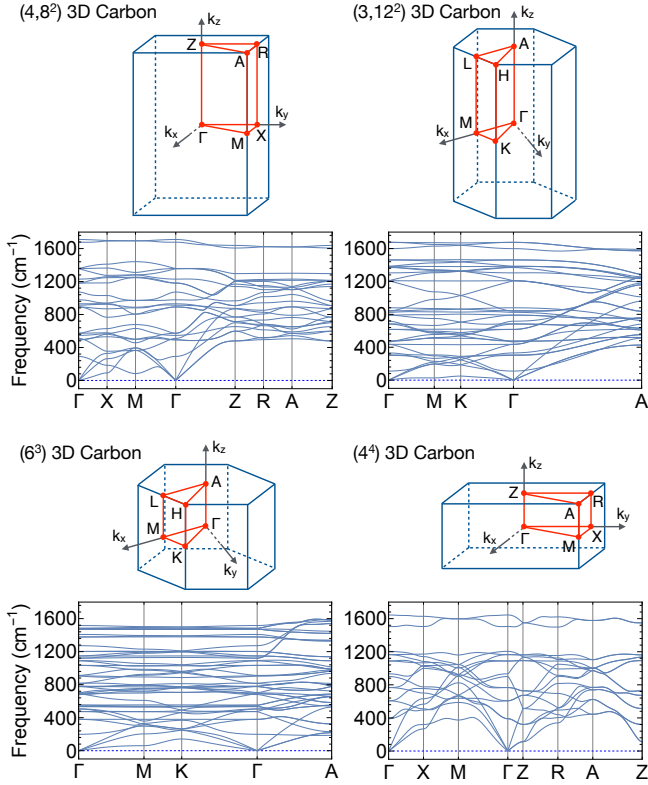 (4,8²) 3D Carbon
k_z
Z
R
A
Γ
k_y
k_x
M
X
(3,12²) 3D Carbon
k_z
A
L
H
M
Γ
k_x
K
k_y
Frequency (cm⁻¹)
1600
1200
800
400
0
Γ X M Γ Z R A Z
1600
1200
800
400
0
Γ M K Γ A
(6³) 3D Carbon
k_z
A
L
H
M
Γ
k_x
K
k_y
(4⁴) 3D Carbon
k_z
Z
R
A
k_y
Γ
X
k_x
M
Frequency (cm⁻¹)
1600
1200
800
400
0
Γ M K Γ A
1600
1200
800
400
0
Γ X M Γ Z R A Z